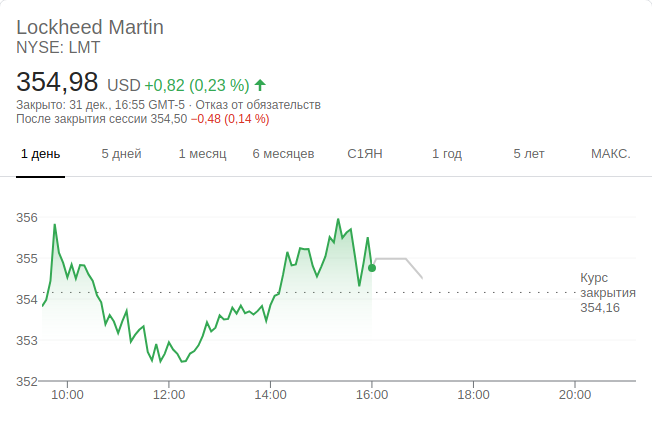 Lockheed Martin
NYSE: LMT
354,98 USD +0,82 (0,23 %)
Закрыто: 31 дек., 16:55 GMT-5 · Отказ от обязательств
После закрытия сессии 354,50 −0,48 (0,14 %)
1 день 5 дней 1 месяц 6 месяцев С1ЯН 1 год 5 лет МАКС.
356
355
Курс
354 закрытия
354,16
353
352
10:00 12:00 14:00 16:00 18:00 20:00